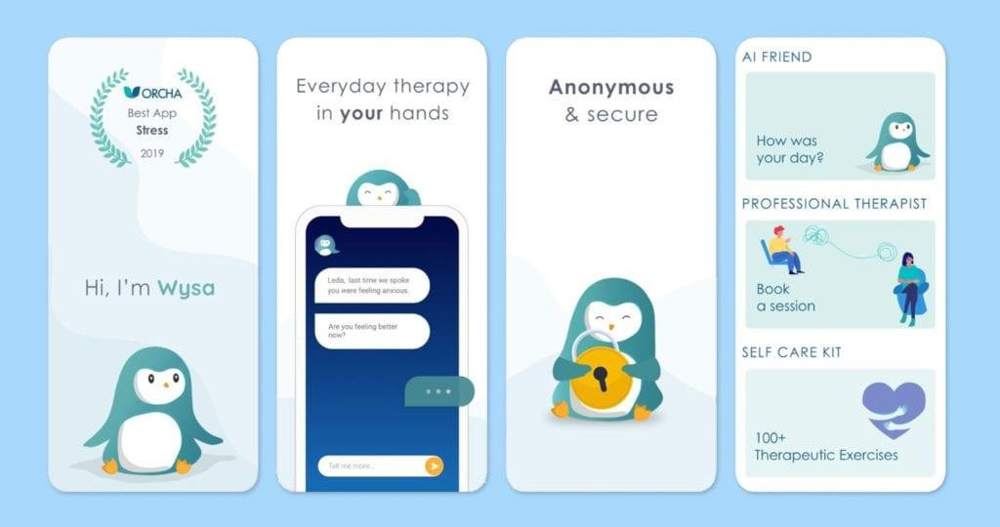 ORCHA
Best App
Stress
2019
Hi, I'm Wysa
Everyday therapy
in your hands
Leda, last time we spoke
you were feeling anxious.
Are you feeling better
now?
Tell me more..
Anonymous
& secure
AI FRIEND
How was
your day?
PROFESSIONAL THERAPIST
Book
a session
SELF CARE KIT
100+
Therapeutic Exercises